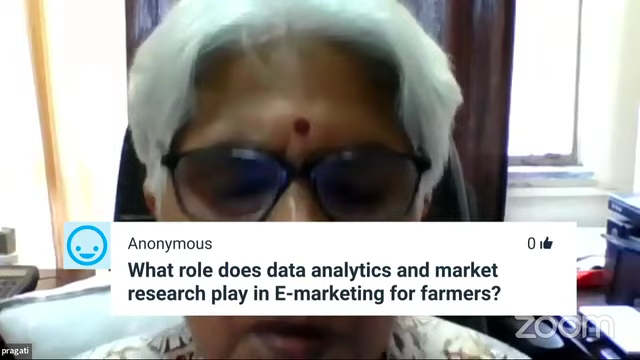 Anonymous 0
What role does data analytics and market
research play in E-marketing for farmers?
zoom
pragati